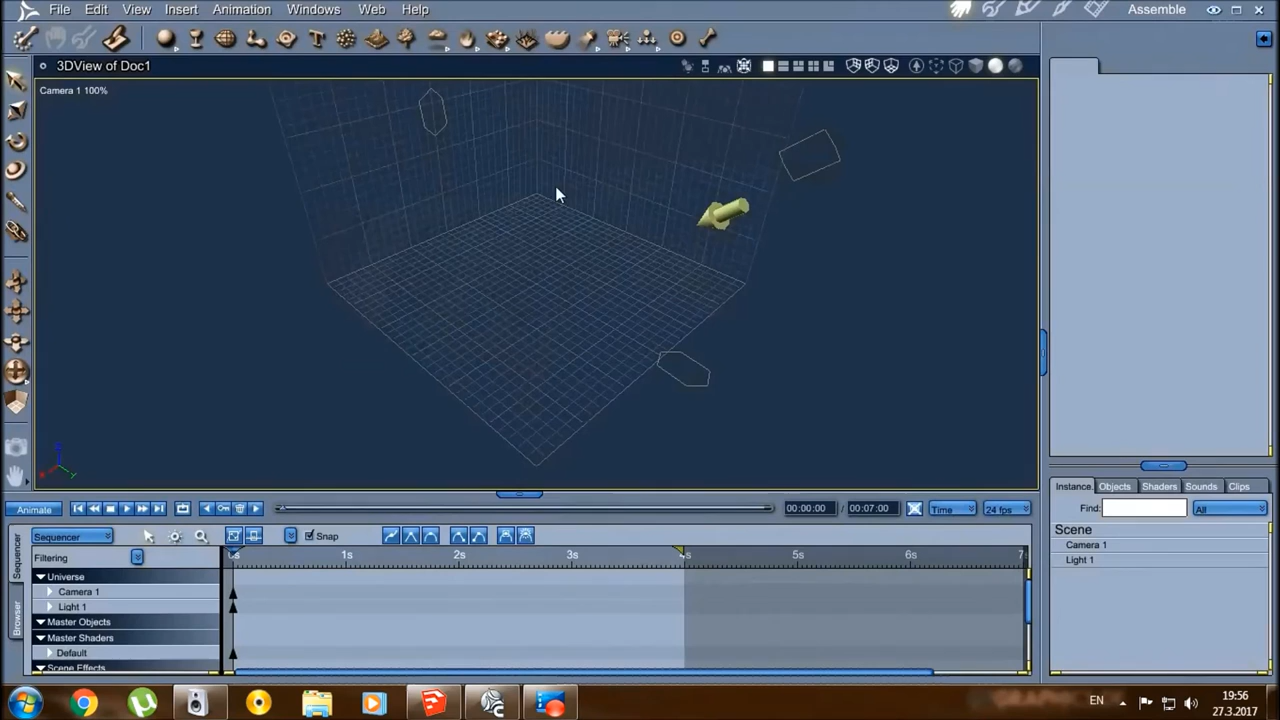 File Edit View Insert Animation Windows Web Help Assemble
3DView of Doc1
Camera 1 100%
Instance. Objects Shaders Sounds Clips
Find: All
Scene
Camera 1
Light 1
Animate 00:00:00 / 00:07:00 Time 24 fps
Sequencer Snap
Filtering 1s 2s 3s 4s 5s 6s
Universe
Camera 1
Light 1
Master Objects
Master Shaders
Default
Scene Effects
Sequencer
Browser
EN 19:56
27.3.2017